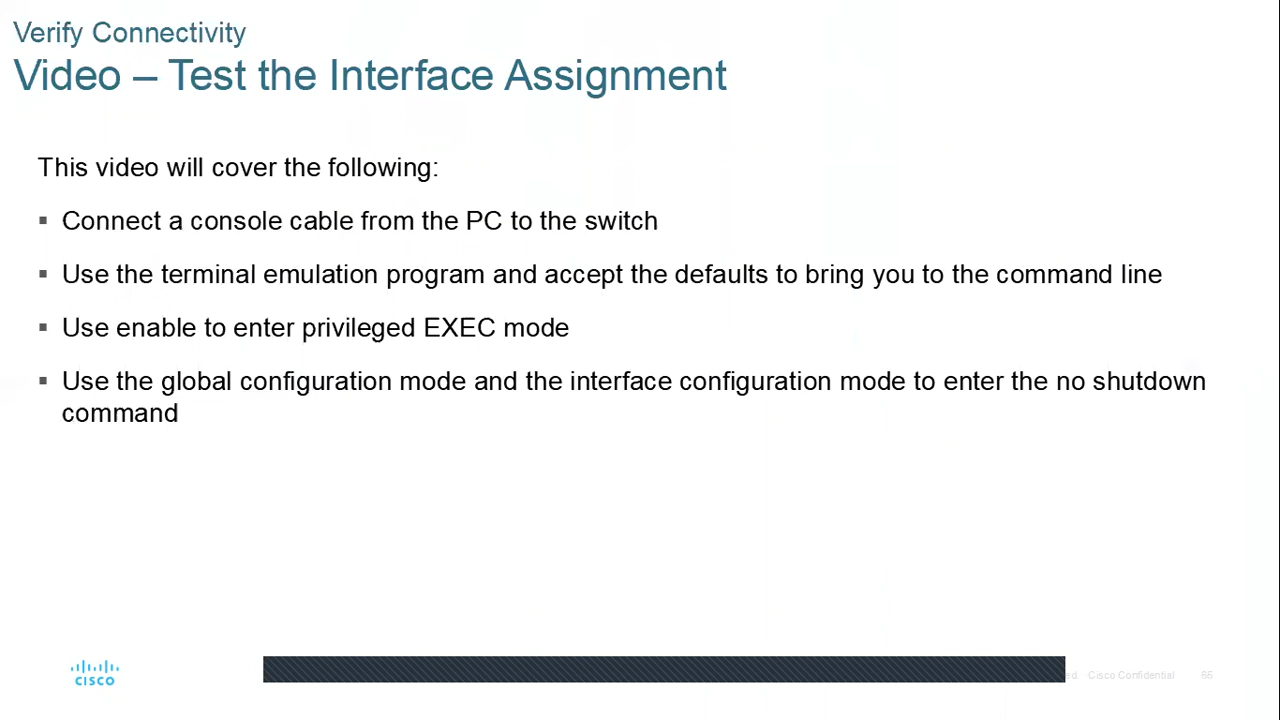 Verify Connectivity
Video – Test the Interface Assignment
This video will cover the following:
▪ Connect a console cable from the PC to the switch
▪ Use the terminal emulation program and accept the defaults to bring you to the command line
▪ Use enable to enter privileged EXEC mode
▪ Use the global configuration mode and the interface configuration mode to enter the no shutdown
command
CISCO
ed. Cisco Confidential